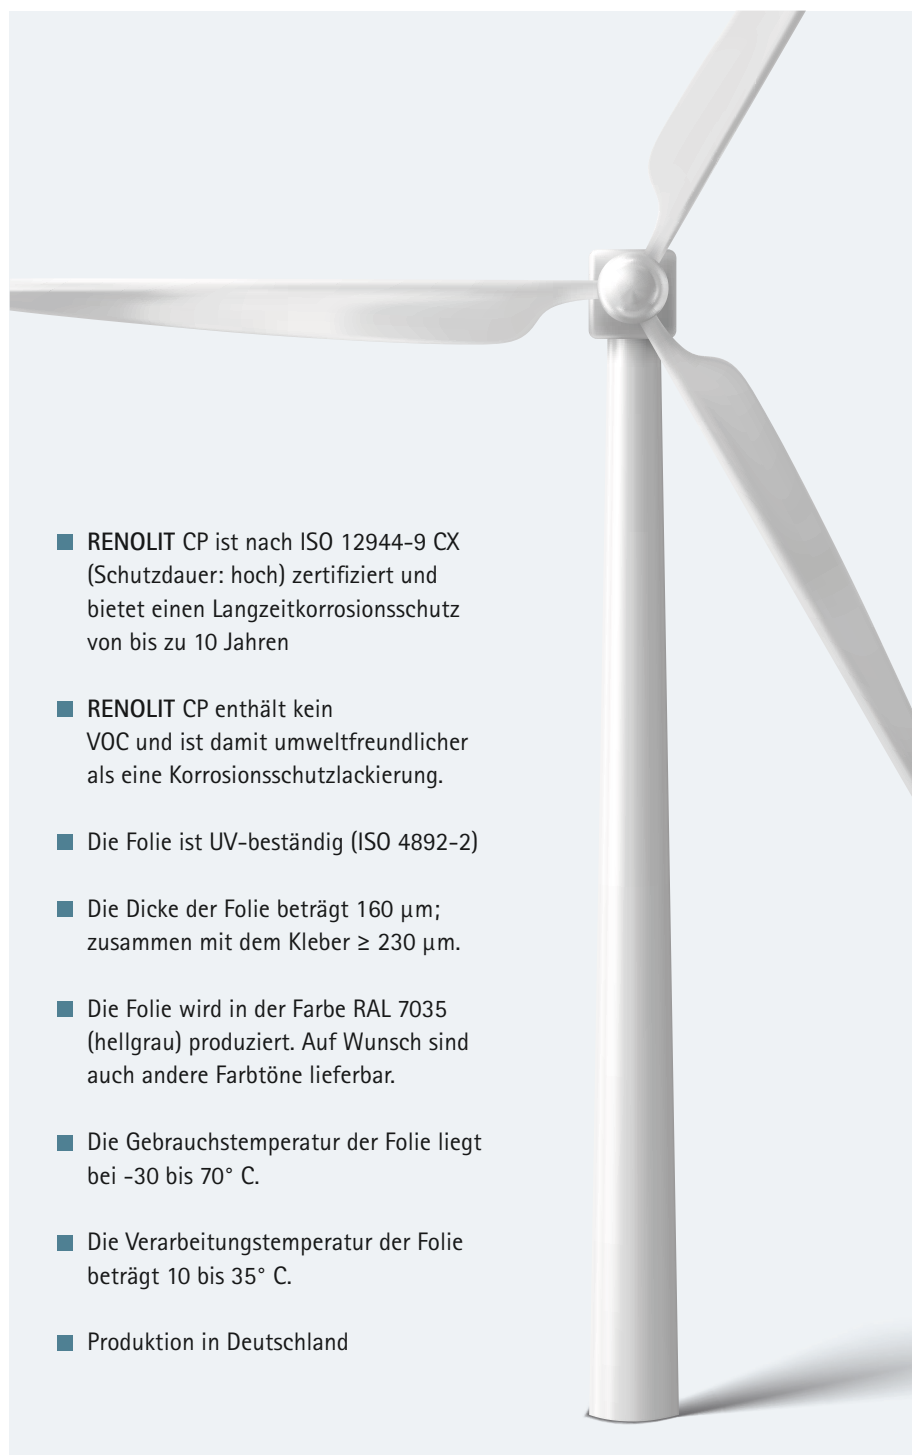 RENOLIT CP ist nach ISO 12944-9 CX
(Schutzdauer: hoch) zertifiziert und
bietet einen Langzeitkorrosionsschutz
von bis zu 10 Jahren
RENOLIT CP enthält kein
VOC und ist damit umweltfreundlicher
als eine Korrosionsschutzlackierung.
Die Folie ist UV-beständig (ISO 4892-2)
Die Dicke der Folie beträgt 160 µm;
zusammen mit dem Kleber ≥ 230 µm.
Die Folie wird in der Farbe RAL 7035
(hellgrau) produziert. Auf Wunsch sind
auch andere Farbtöne lieferbar.
Die Gebrauchstemperatur der Folie liegt
bei -30 bis 70° C.
Die Verarbeitungstemperatur der Folie
beträgt 10 bis 35° C.
Produktion in Deutschland